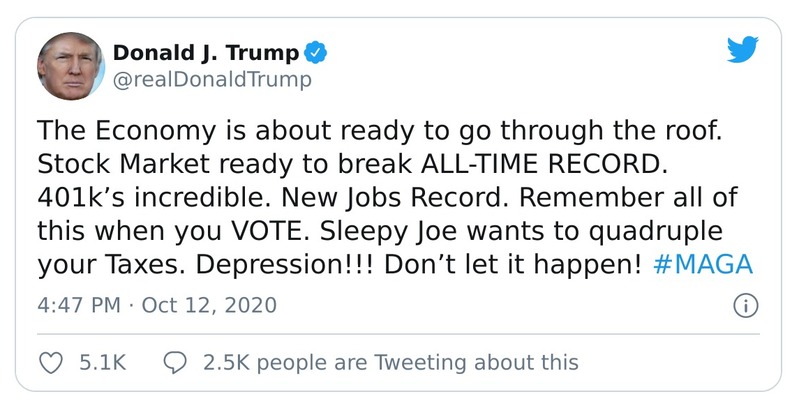 Donald J. Trump
@realDonaldTrump
The Economy is about ready to go through the roof.
Stock Market ready to break ALL-TIME RECORD.
401k’s incredible. New Jobs Record. Remember all of
this when you VOTE. Sleepy Joe wants to quadruple
your Taxes. Depression!!! Don’t let it happen! #MAGA
4:47 PM · Oct 12, 2020
5.1K 2.5K people are Tweeting about this